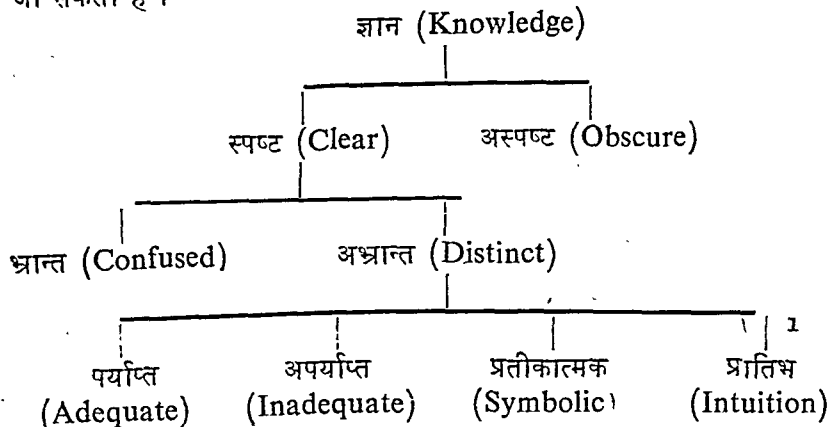 ज्ञान (Knowledge)
स्पष्ट (Clear) अस्पष्ट (Obscure)
भ्रान्त (Confused) अभ्रान्त (Distinct)
1
पर्याप्त अपर्याप्त प्रतीकात्मक प्रातिभ
(Adequate) (Inadequate) (Symbolic) (Intuition)